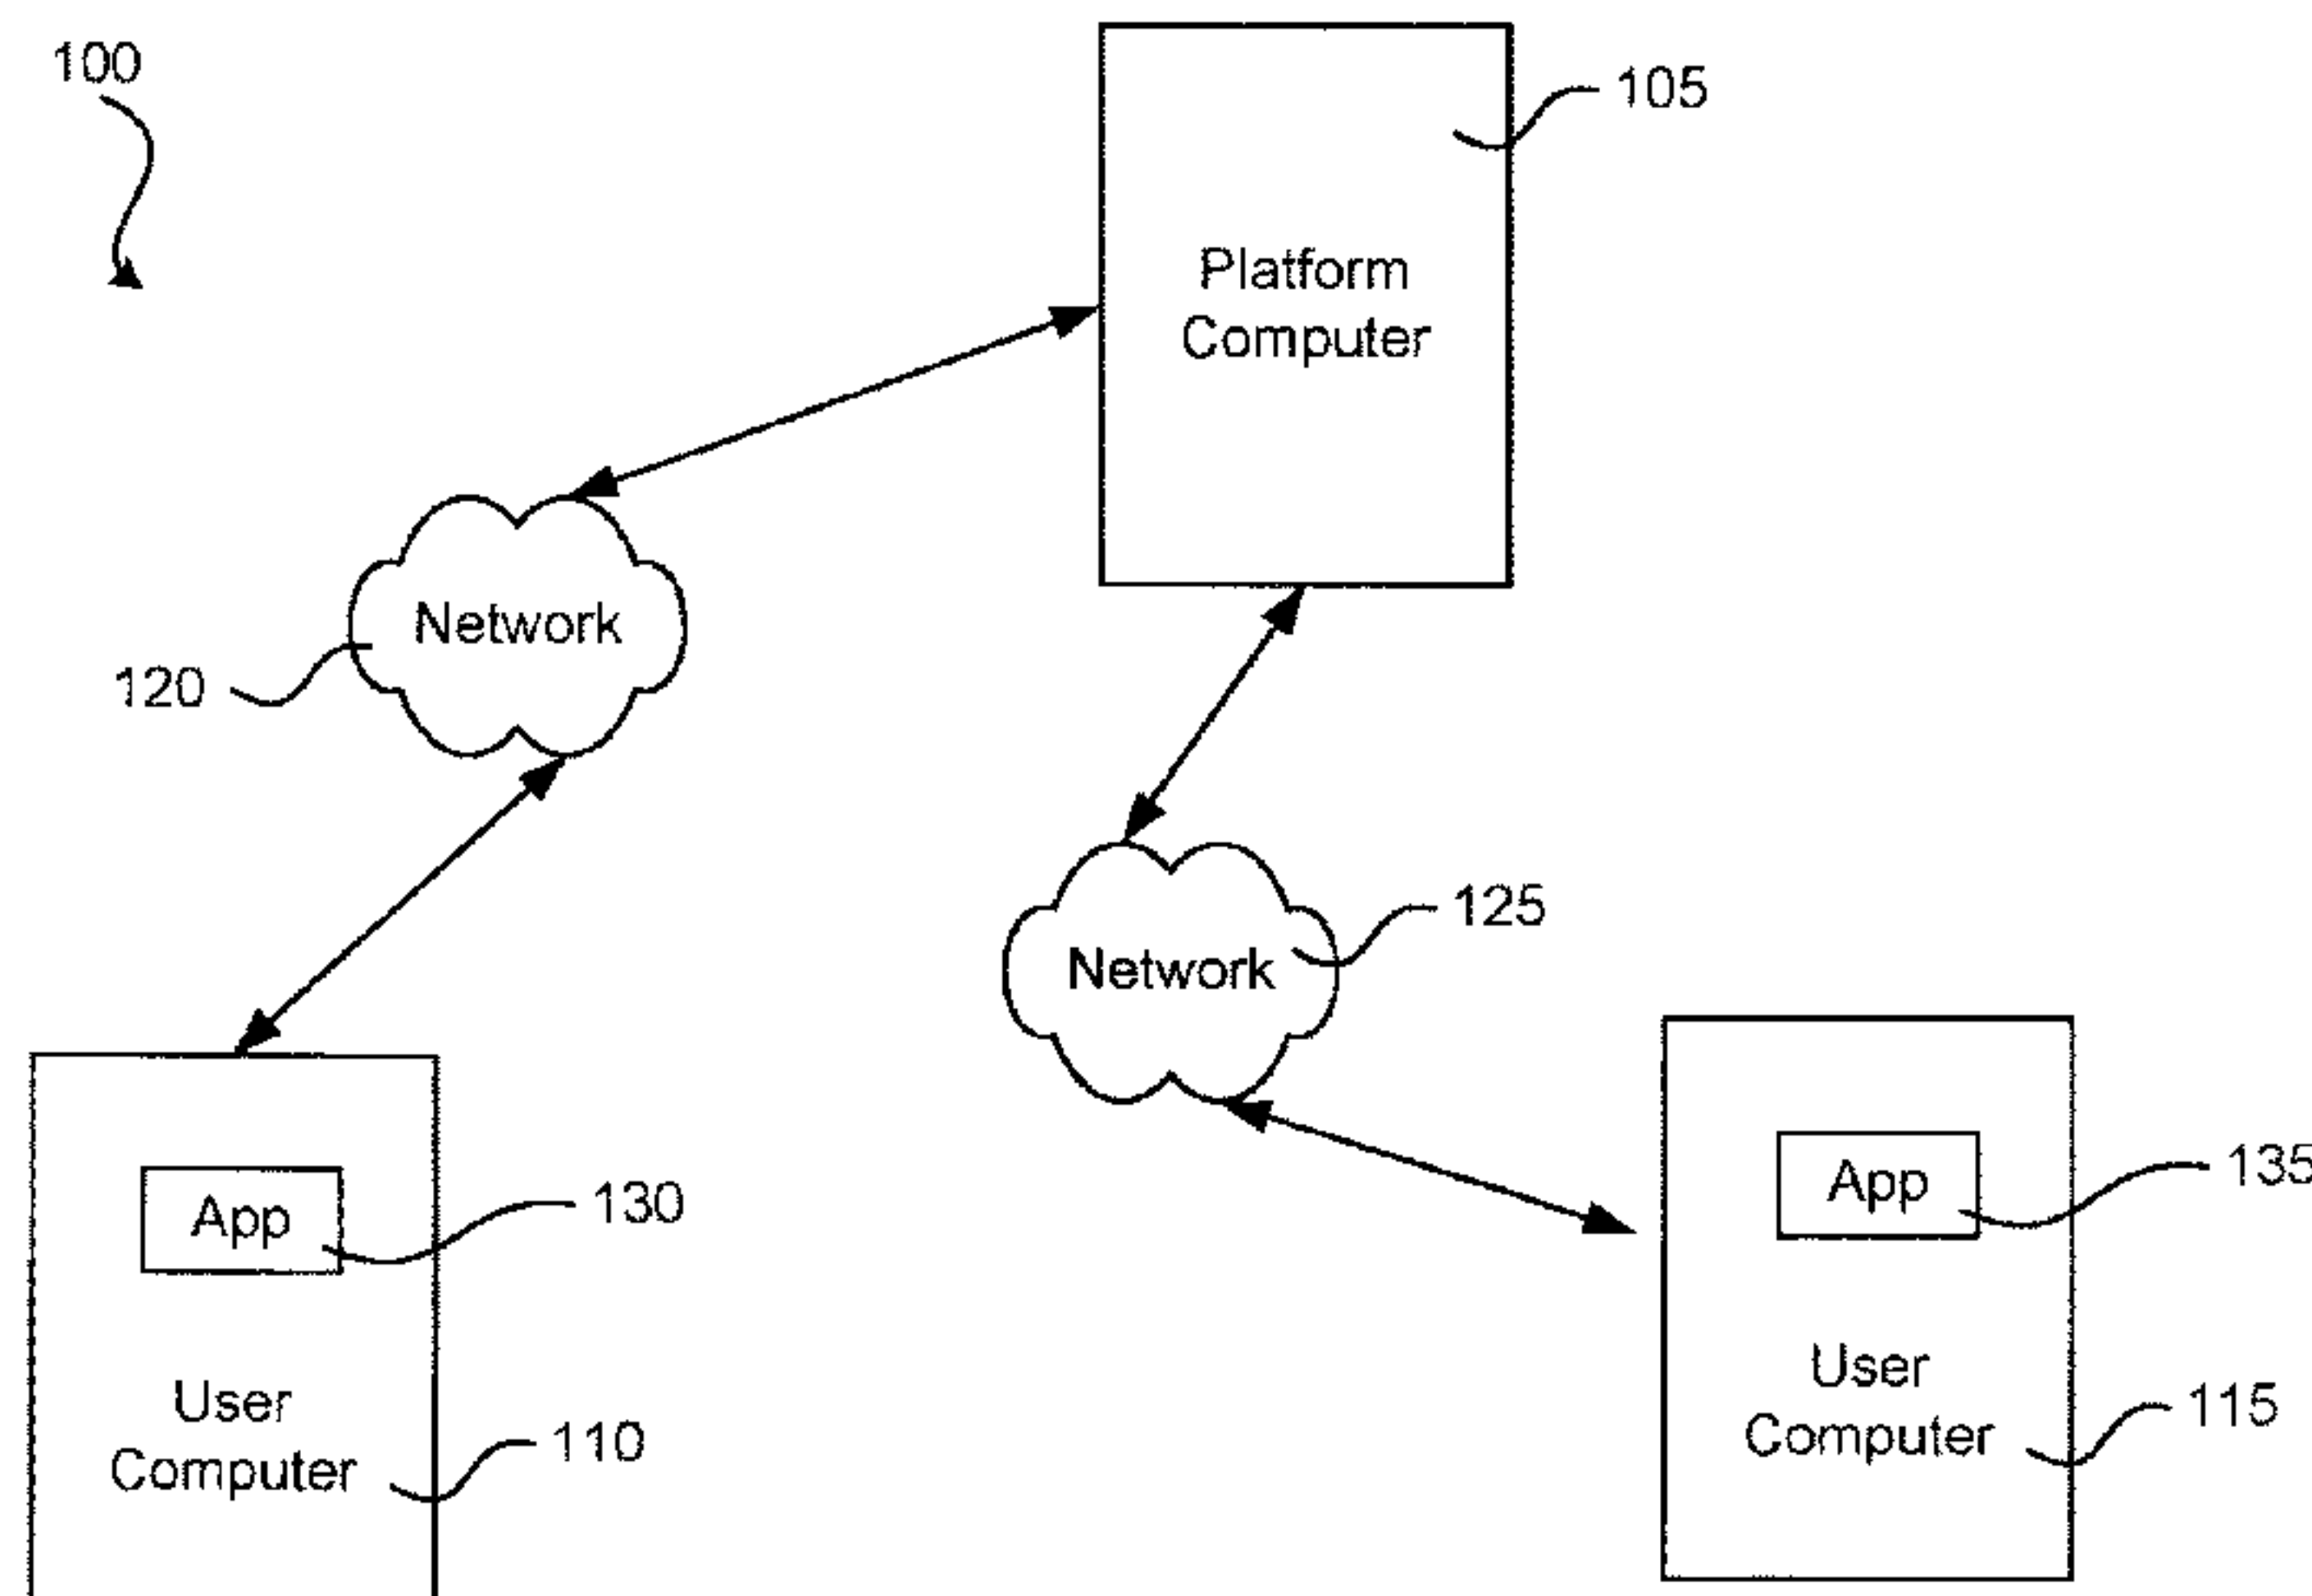 100
105
Platform
Computer
Network
120
125
Network
App
135
App
130
User
Computer
115
User
Computer
110